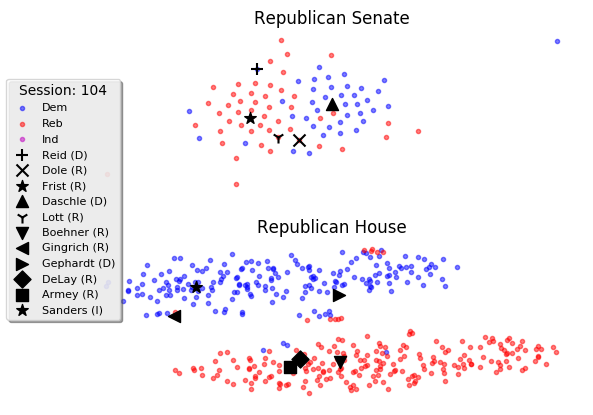 Republican Senate
Session: 104
Dem
Reb
Ind
Reid (D)
Dole (R)
Frist (R)
Daschle (D)
Lott (R)
Boehner (R)
Gingrich (R)
Gephardt (D)
DeLay (R)
Armey (R)
Sanders (I)
Republican House